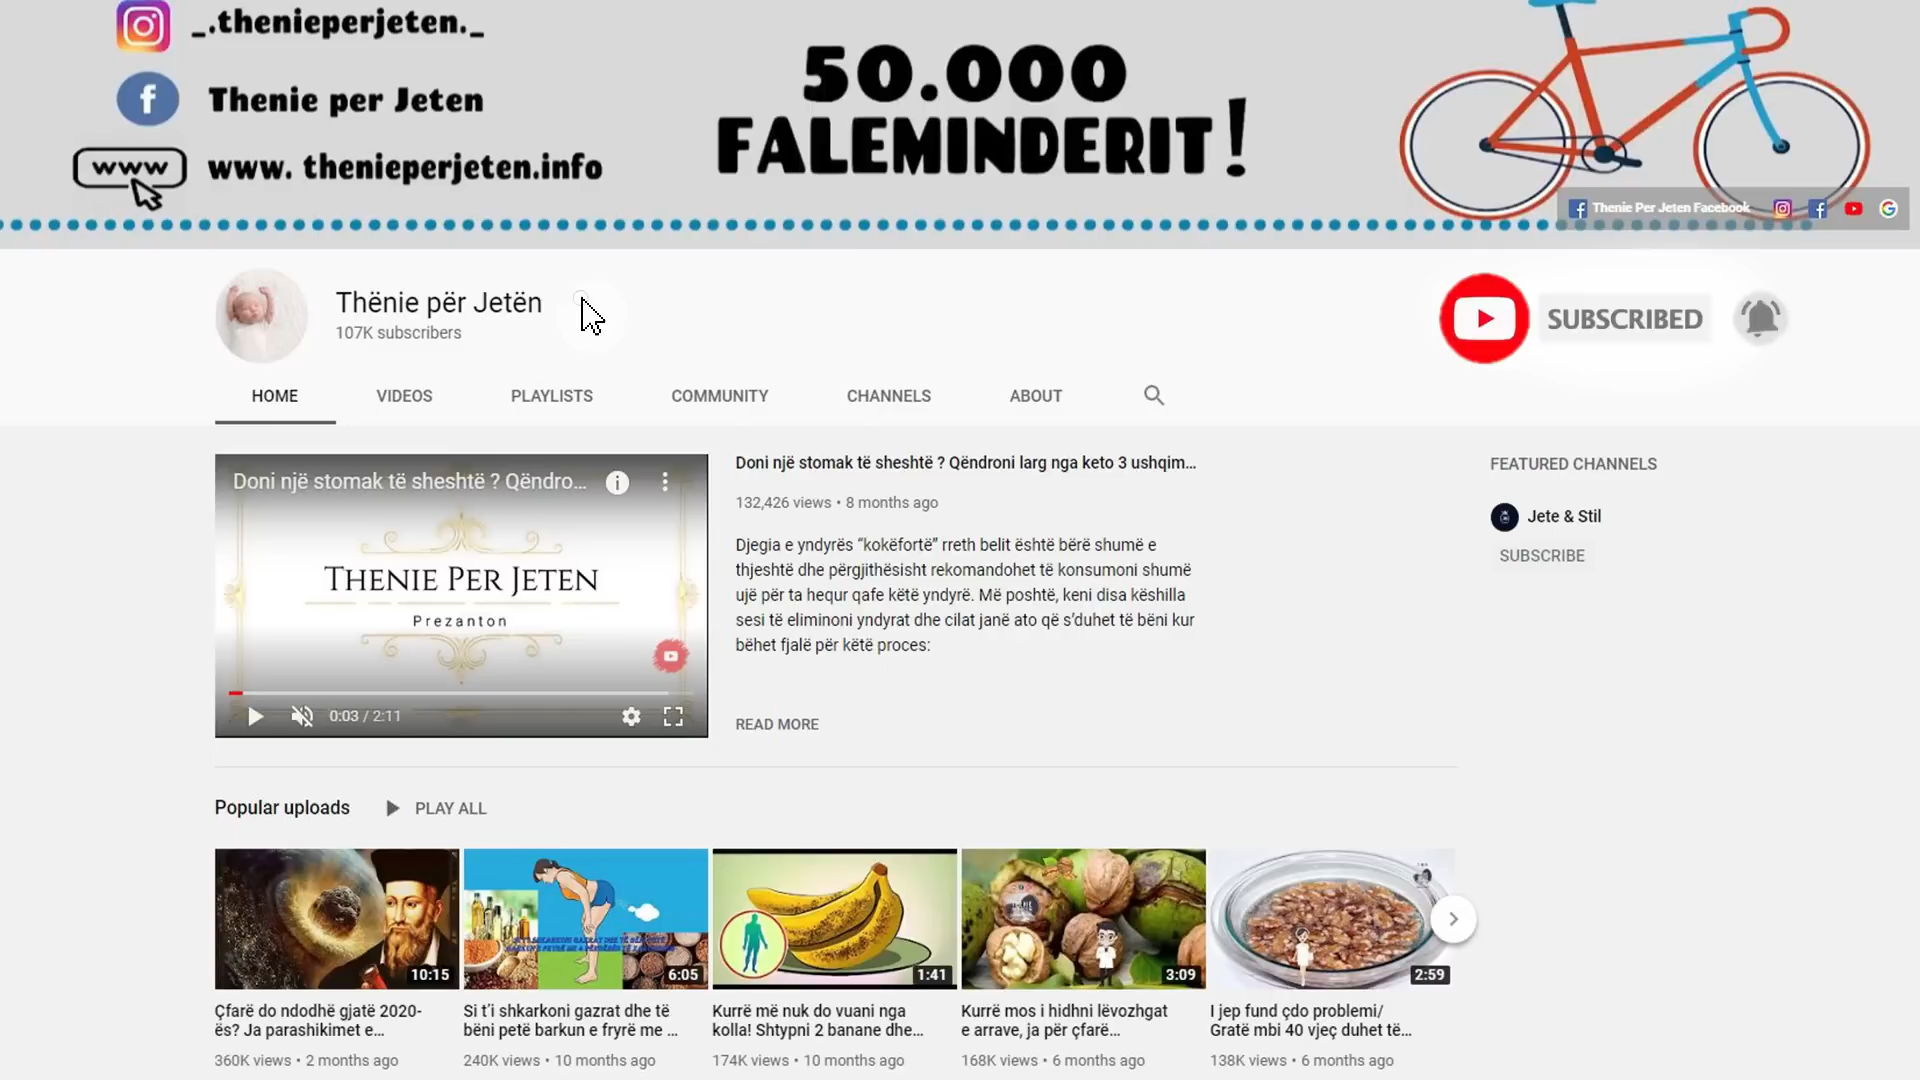 _.thenieperjeten._
Thenie per Jeten
www
www. thenieperjeten.info
50.000
FALEMINDERIT!
Thenie Per Jeten Facebook
Thënie për Jetën
107K subscribers
SUBSCRIBED
HOME
VIDEOS
PLAYLISTS
COMMUNITY
CHANNELS
ABOUT
Doni një stomak të sheshtë ? Qëndro...
THENIE PER JETEN
Prezanton
0:03 / 2:11
Doni një stomak të sheshtë ? Qëndroni larg nga keto 3 ushqim...
132,426 views • 8 months ago
Djegia e yndyrës “kokëfortë” rreth belit është bërë shumë e
thjeshtë dhe përgjithësisht rekomandohet të konsumoni shumë
ujë për ta hequr qafe këtë yndyrë. Më poshtë, keni disa këshilla
sesi të eliminoni yndyrat dhe cilat janë ato që s’duhet të bëni kur
bëhet fjalë për këtë proces:
READ MORE
FEATURED CHANNELS
Jete & Stil
SUBSCRIBE
Popular uploads
PLAY ALL
10:15
6:05
1:41
3:09
2:59
Çfarë do ndodhë gjatë 2020-
ës? Ja parashikimet e...
360K views • 2 months ago
Si t’i shkarkoni gazrat dhe të
bëni petë barkun e fryrë me ...
240K views • 10 months ago
Kurrë më nuk do vuani nga
kolla! Shtypni 2 banane dhe...
174K views • 10 months ago
Kurrë mos i hidhni lëvozhgat
e arrave, ja për çfarë...
168K views • 6 months ago
I jep fund çdo problemi/
Gratë mbi 40 vjeç duhet të...
138K views • 6 months ago